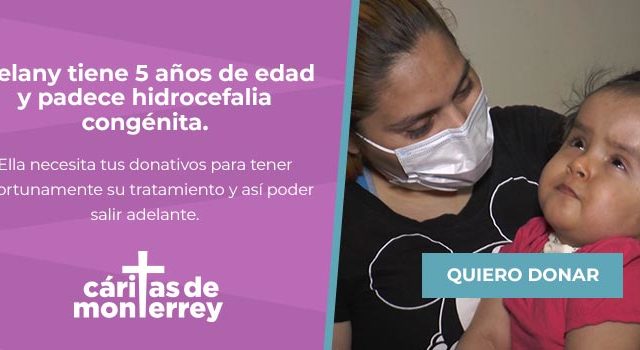 elany tiene 5 años de edad
y padece hidrocefalia
congénita.
Ella necesita tus donativos para tener
ortunamente su tratamiento y así poder
salir adelante.
cáritas de
monterrey
QUIERO DONAR